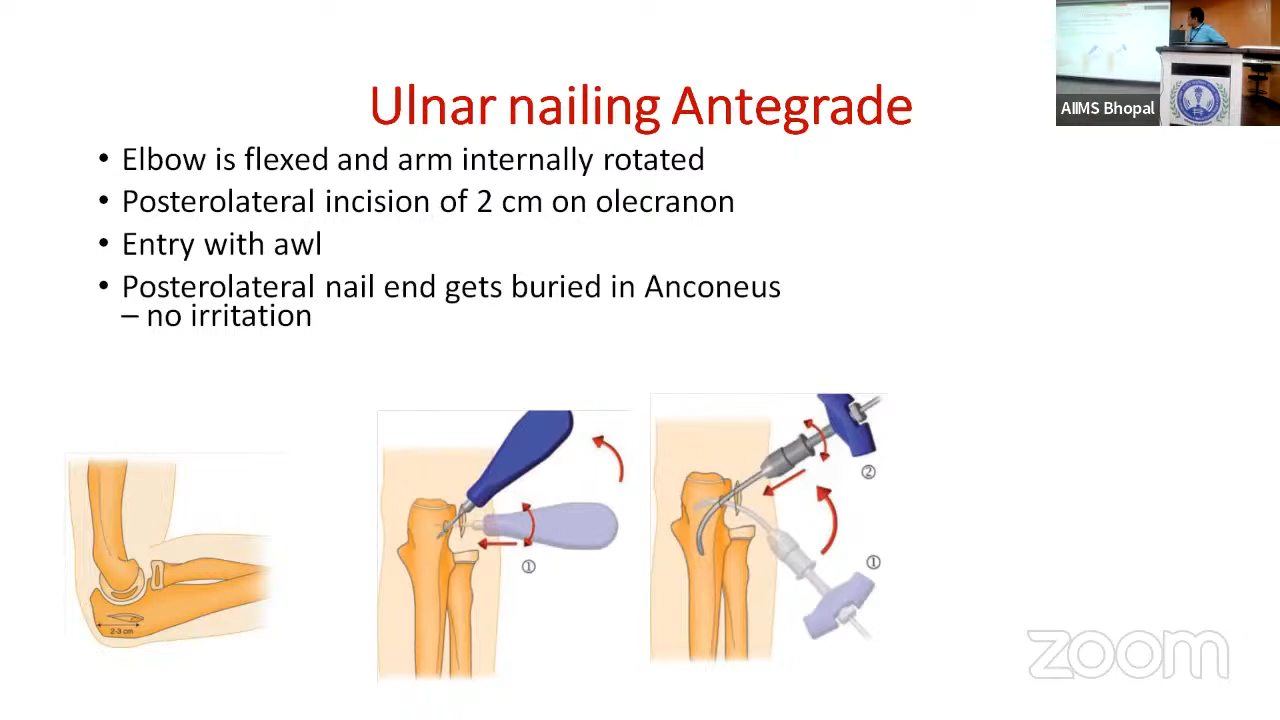 AIIMS Bhopal
Ulnar nailing Antegrade
• Elbow is flexed and arm internally rotated
• Posterolateral incision of 2 cm on olecranon
• Entry with awl
• Posterolateral nail end gets buried in Anconeus
– no irritation
2-3 cm
①
②
①
zoom